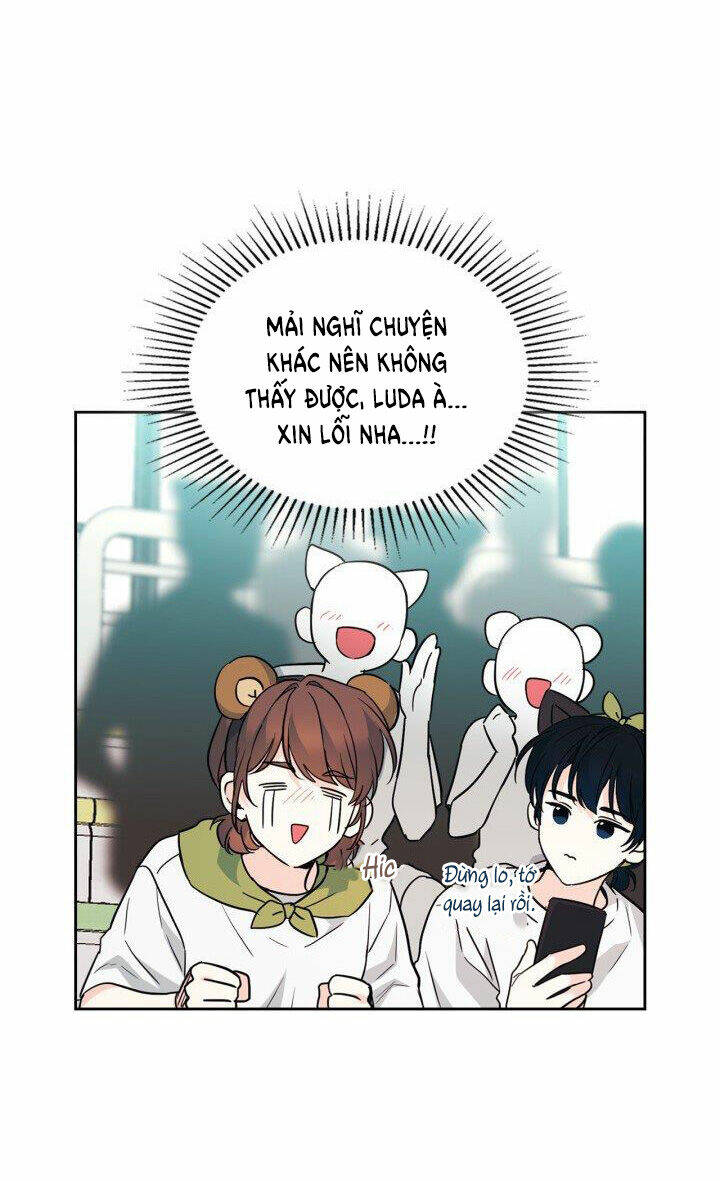 MẢI NGHĨ CHUYỆN
KHÁC NÊN KHÔNG
THẤY ĐƯỢC, LUDA À...
XIN LỖI NHA...!!
Hic
Đừng lo, tớ
quay lại rồi.